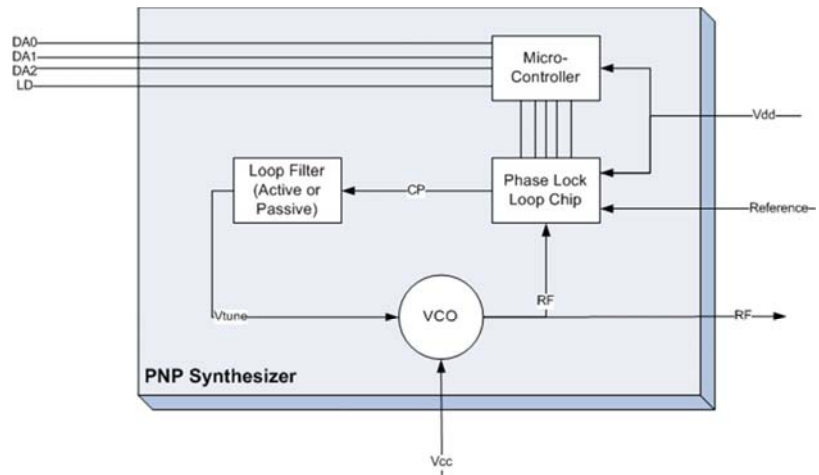 DA0
DA1
DA2
LD
Micro-
Controller
Vdd
Loop Filter
(Active or
Passive)
CP
Phase Lock
Loop Chip
Reference
RF
Vtune
VCO
RF
PNP Synthesizer
Vcc